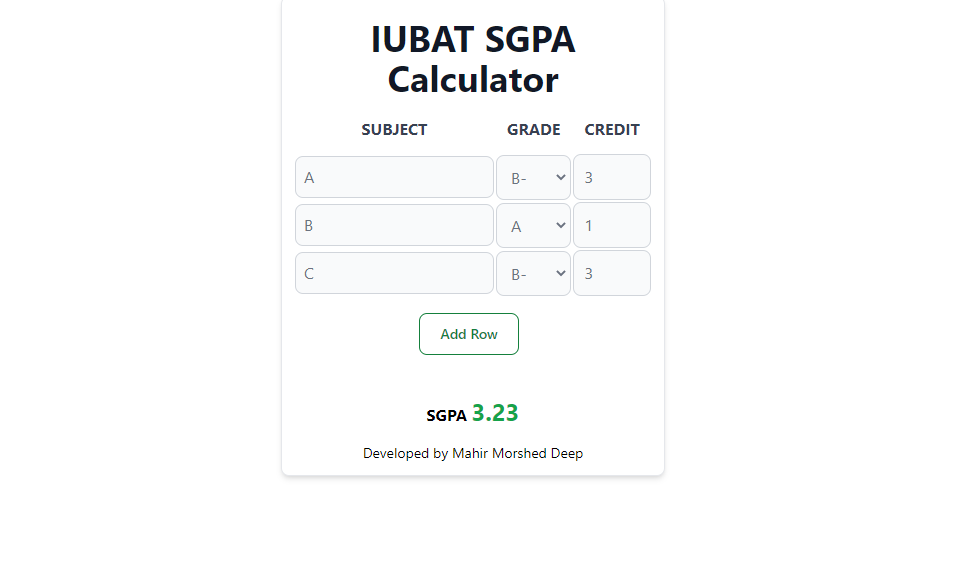 IUBAT SGPA
Calculator
SUBJECT GRADE CREDIT
A B- 3
B A 1
C B- 3
Add Row
SGPA 3.23
Developed by Mahir Morshed Deep